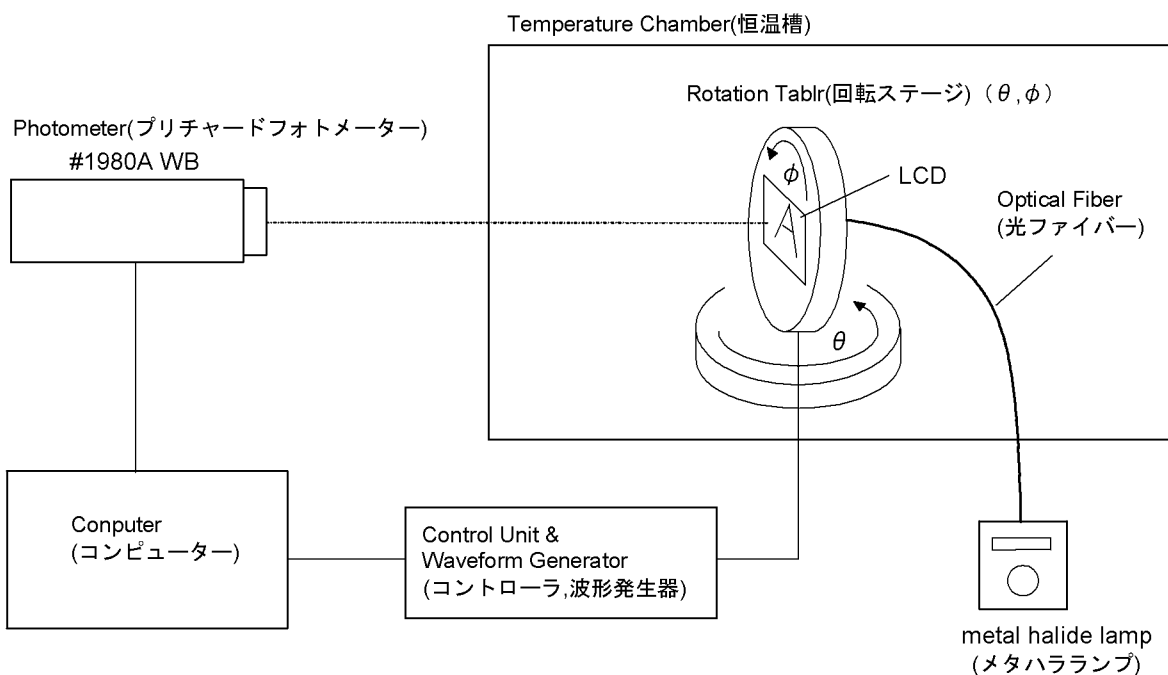 Temperature Chamber(恒温槽)
Rotation Tablr(回転ステージ)（θ,φ）
Photometer(プリチャードフォトメーター)
#1980A WB
φ
LCD
A
Optical Fiber
(光ファイバー)
θ
Conputer
(コンピューター)
Control Unit &
Waveform Generator
(コントローラ,波形発生器)
metal halide lamp
(メタハラランプ)